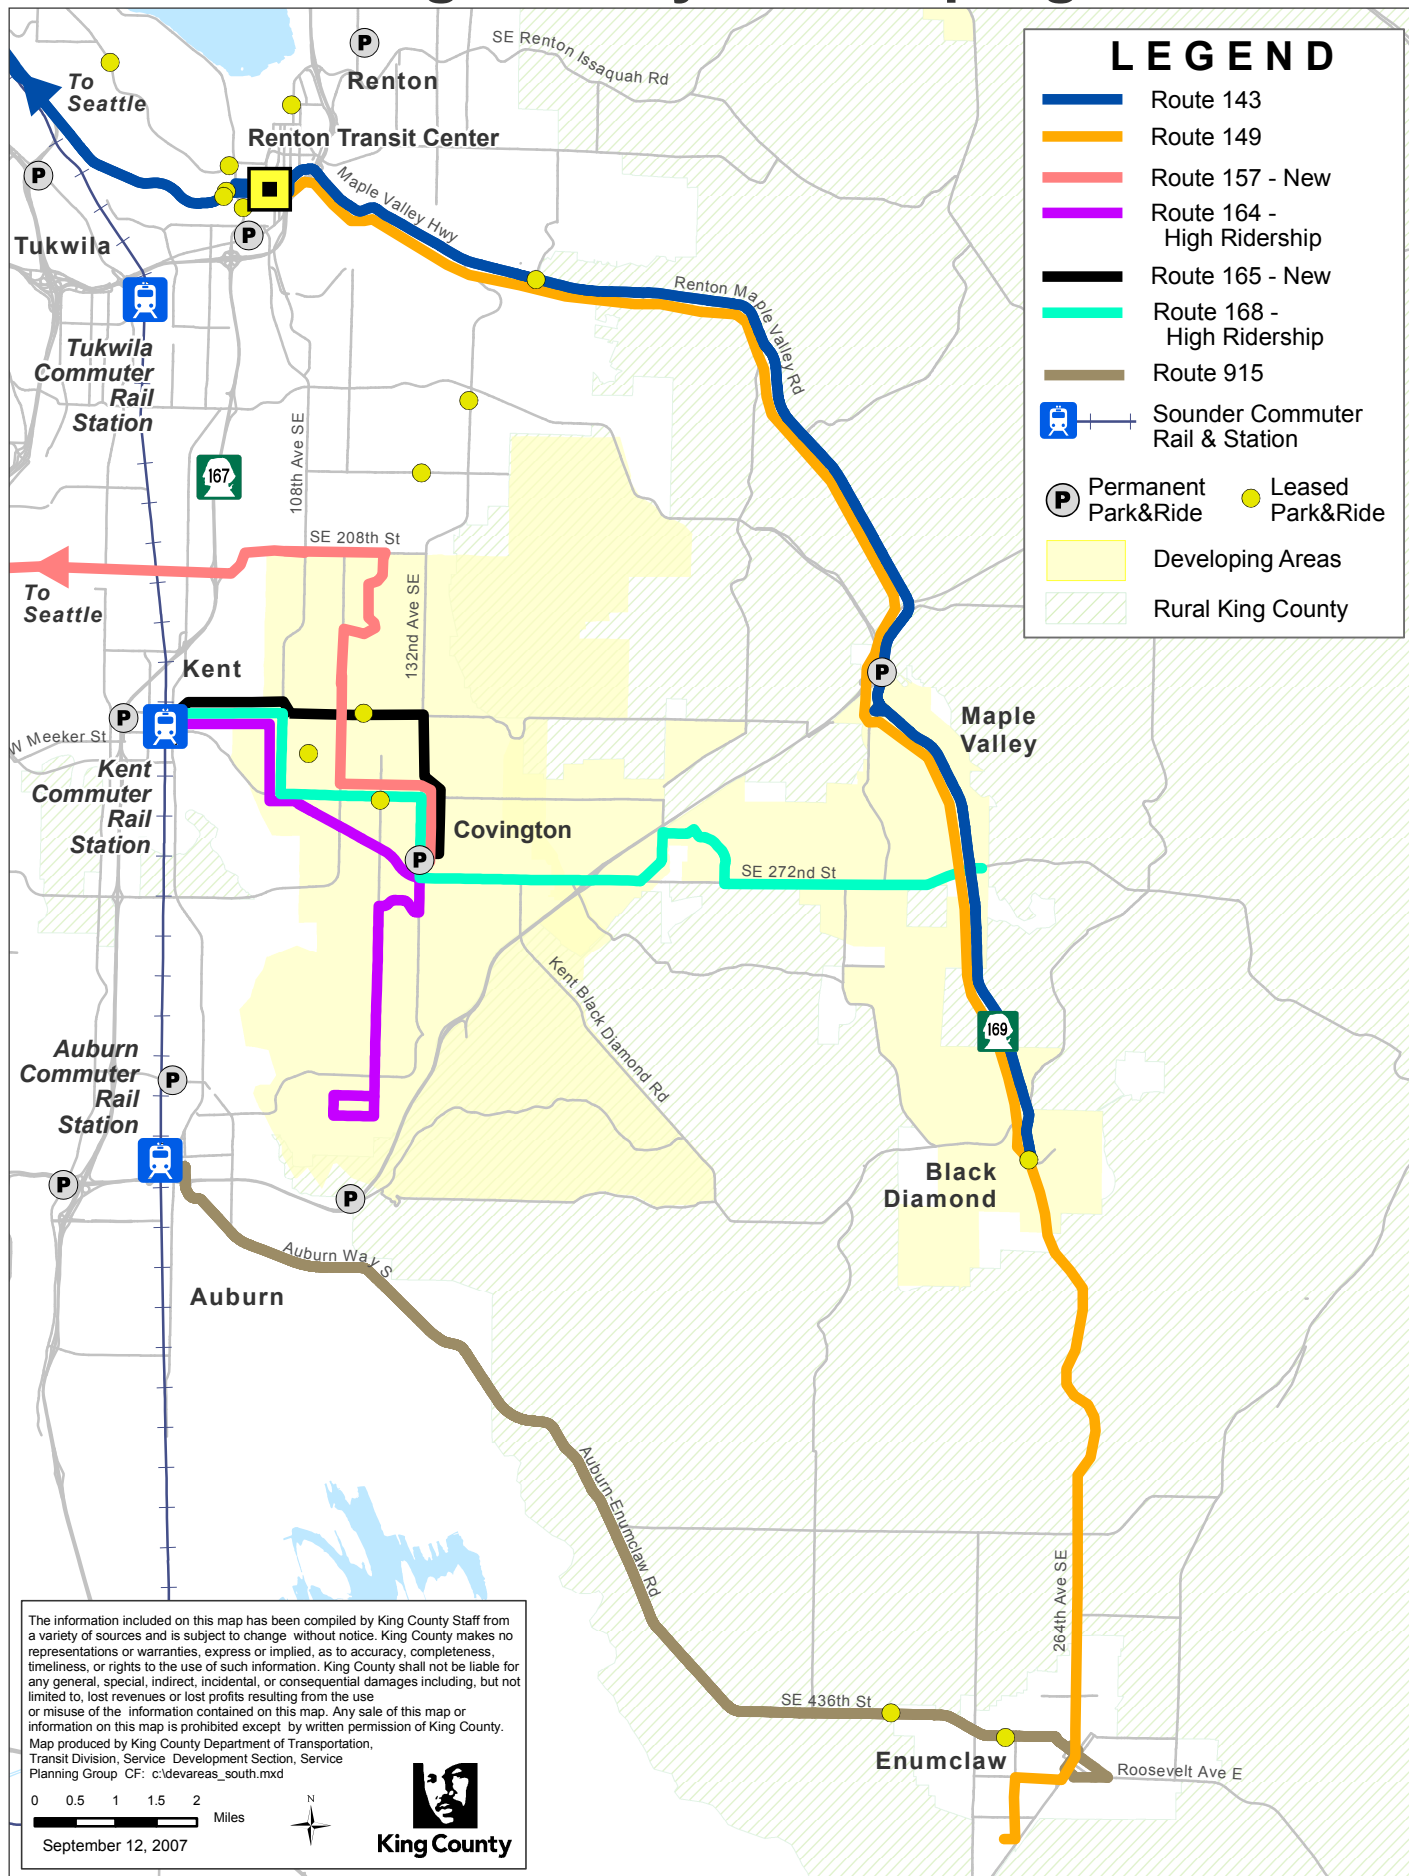 To
Seattle
Renton
SE Renton Issaquah Rd
Renton Transit Center
Maple Valley Hwy
Tukwila
Renton Maple Valley Rd
Tukwila
Commuter
Rail
Station
167
108th Ave SE
SE 208th St
132nd Ave SE
To
Seattle
Kent
W Meeker St
Kent
Commuter
Rail
Station
Covington
Maple
Valley
SE 272nd St
Kent Black Diamond Rd
169
Auburn
Commuter
Rail
Station
Black
Diamond
Auburn Way S
Auburn
Auburn-Enumclaw Rd
264th Ave SE
SE 436th St
Enumclaw
Roosevelt Ave E
P
P
P
P
P
P
P
P
P
LEGEND
Route 143
Route 149
Route 157 - New
Route 164 -
High Ridership
Route 165 - New
Route 168 -
High Ridership
Route 915
Sounder Commuter
Rail & Station
P Permanent
Park&Ride
Leased
Park&Ride
Developing Areas
Rural King County
The information included on this map has been compiled by King County Staff from
a variety of sources and is subject to change without notice. King County makes no
representations or warranties, express or implied, as to accuracy, completeness,
timeliness, or rights to the use of such information. King County shall not be liable for
any general, special, indirect, incidental, or consequential damages including, but not
limited to, lost revenues or lost profits resulting from the use
or misuse of the information contained on this map. Any sale of this map or
information on this map is prohibited except by written permission of King County.
Map produced by King County Department of Transportation,
Transit Division, Service Development Section, Service
Planning Group CF: c:\devareas_south.mxd
0 0.5 1 1.5 2
Miles
N
September 12, 2007
King County